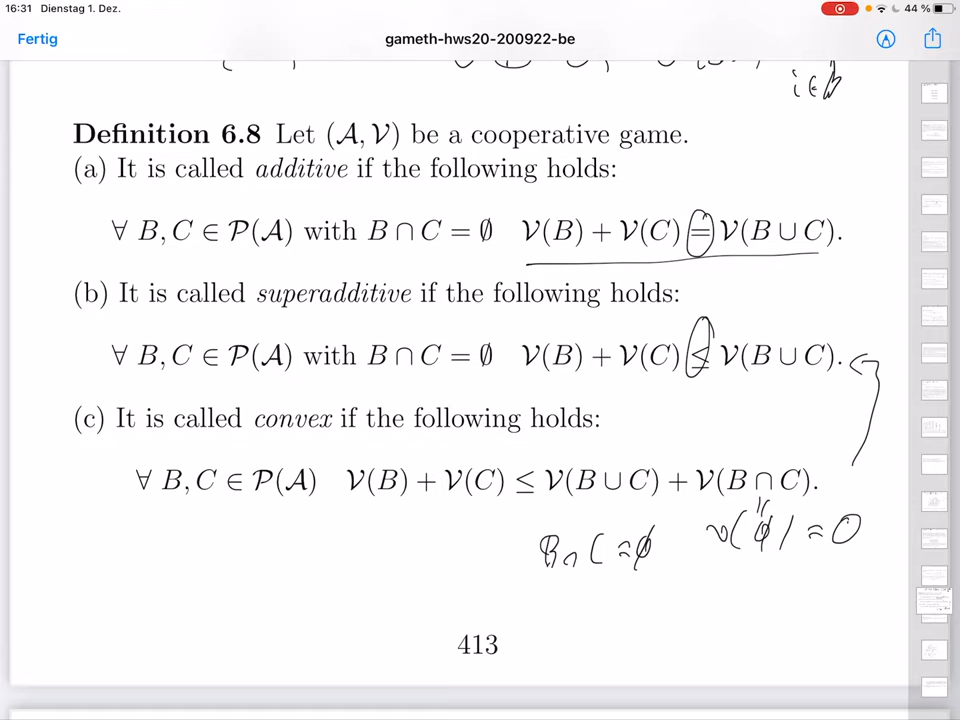 16:31 Dienstag 1. Dez. 44 %
Fertig gameth-hws20-200922-be
i ∈ B
Definition 6.8 Let (𝒜, 𝒱) be a cooperative game.
(a) It is called additive if the following holds:
∀ B, C ∈ 𝒫(𝒜) with B ∩ C = ∅ 𝒱(B) + 𝒱(C) = 𝒱(B ∪ C).
(b) It is called superadditive if the following holds:
∀ B, C ∈ 𝒫(𝒜) with B ∩ C = ∅ 𝒱(B) + 𝒱(C) ≤ 𝒱(B ∪ C).
(c) It is called convex if the following holds:
∀ B, C ∈ 𝒫(𝒜) 𝒱(B) + 𝒱(C) ≤ 𝒱(B ∪ C) + 𝒱(B ∩ C).
B ∩ C = ∅ v(∅) = 0
413